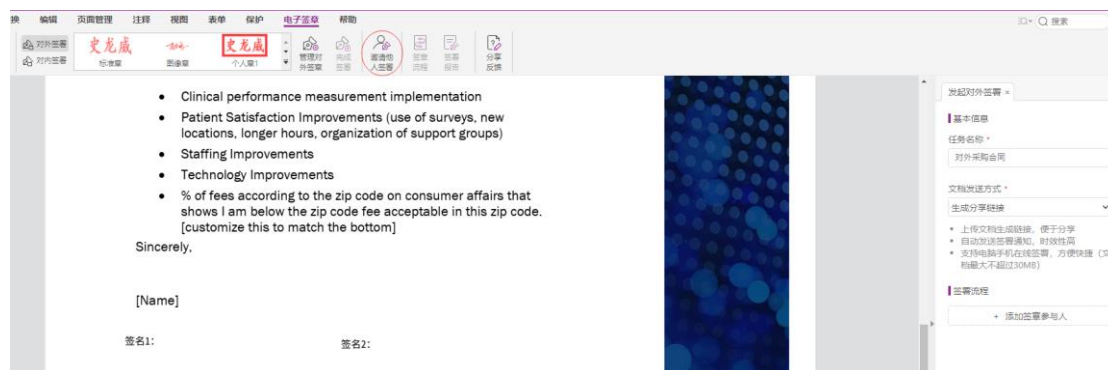 换 编辑 页面管理 注释 视图 表单 保护 电子签章 帮助 搜索
对外签署
对内签署
史龙威 史龙威
标准章 图像章 个人章1
管理对外签章 完成签署 邀请他人签署 签章流程 签署报告 分享反馈
• Clinical performance measurement implementation
• Patient Satisfaction Improvements (use of surveys, new
locations, longer hours, organization of support groups)
• Staffing Improvements
• Technology Improvements
• % of fees according to the zip code on consumer affairs that
shows I am below the zip code fee acceptable in this zip code.
[customize this to match the bottom]
Sincerely,
[Name]
签名1: 签名2:
发起对外签署 ×
基本信息
任务名称 *
对外采购合同
文档发送方式 *
生成分享链接
• 上传文档生成链接，便于分享
• 自动发送签署通知，时效性高
• 支持电脑手机在线签署，方便快捷（文
档最大不超过30MB）
签署流程
+ 添加签章参与人